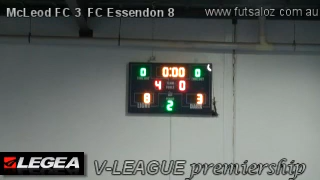 McLeod FC 3 FC Essendon 8 www.futsaloz.com.au
0 0:00 0
4 0
8 2 3
LEGEA V-LEAGUE premiership